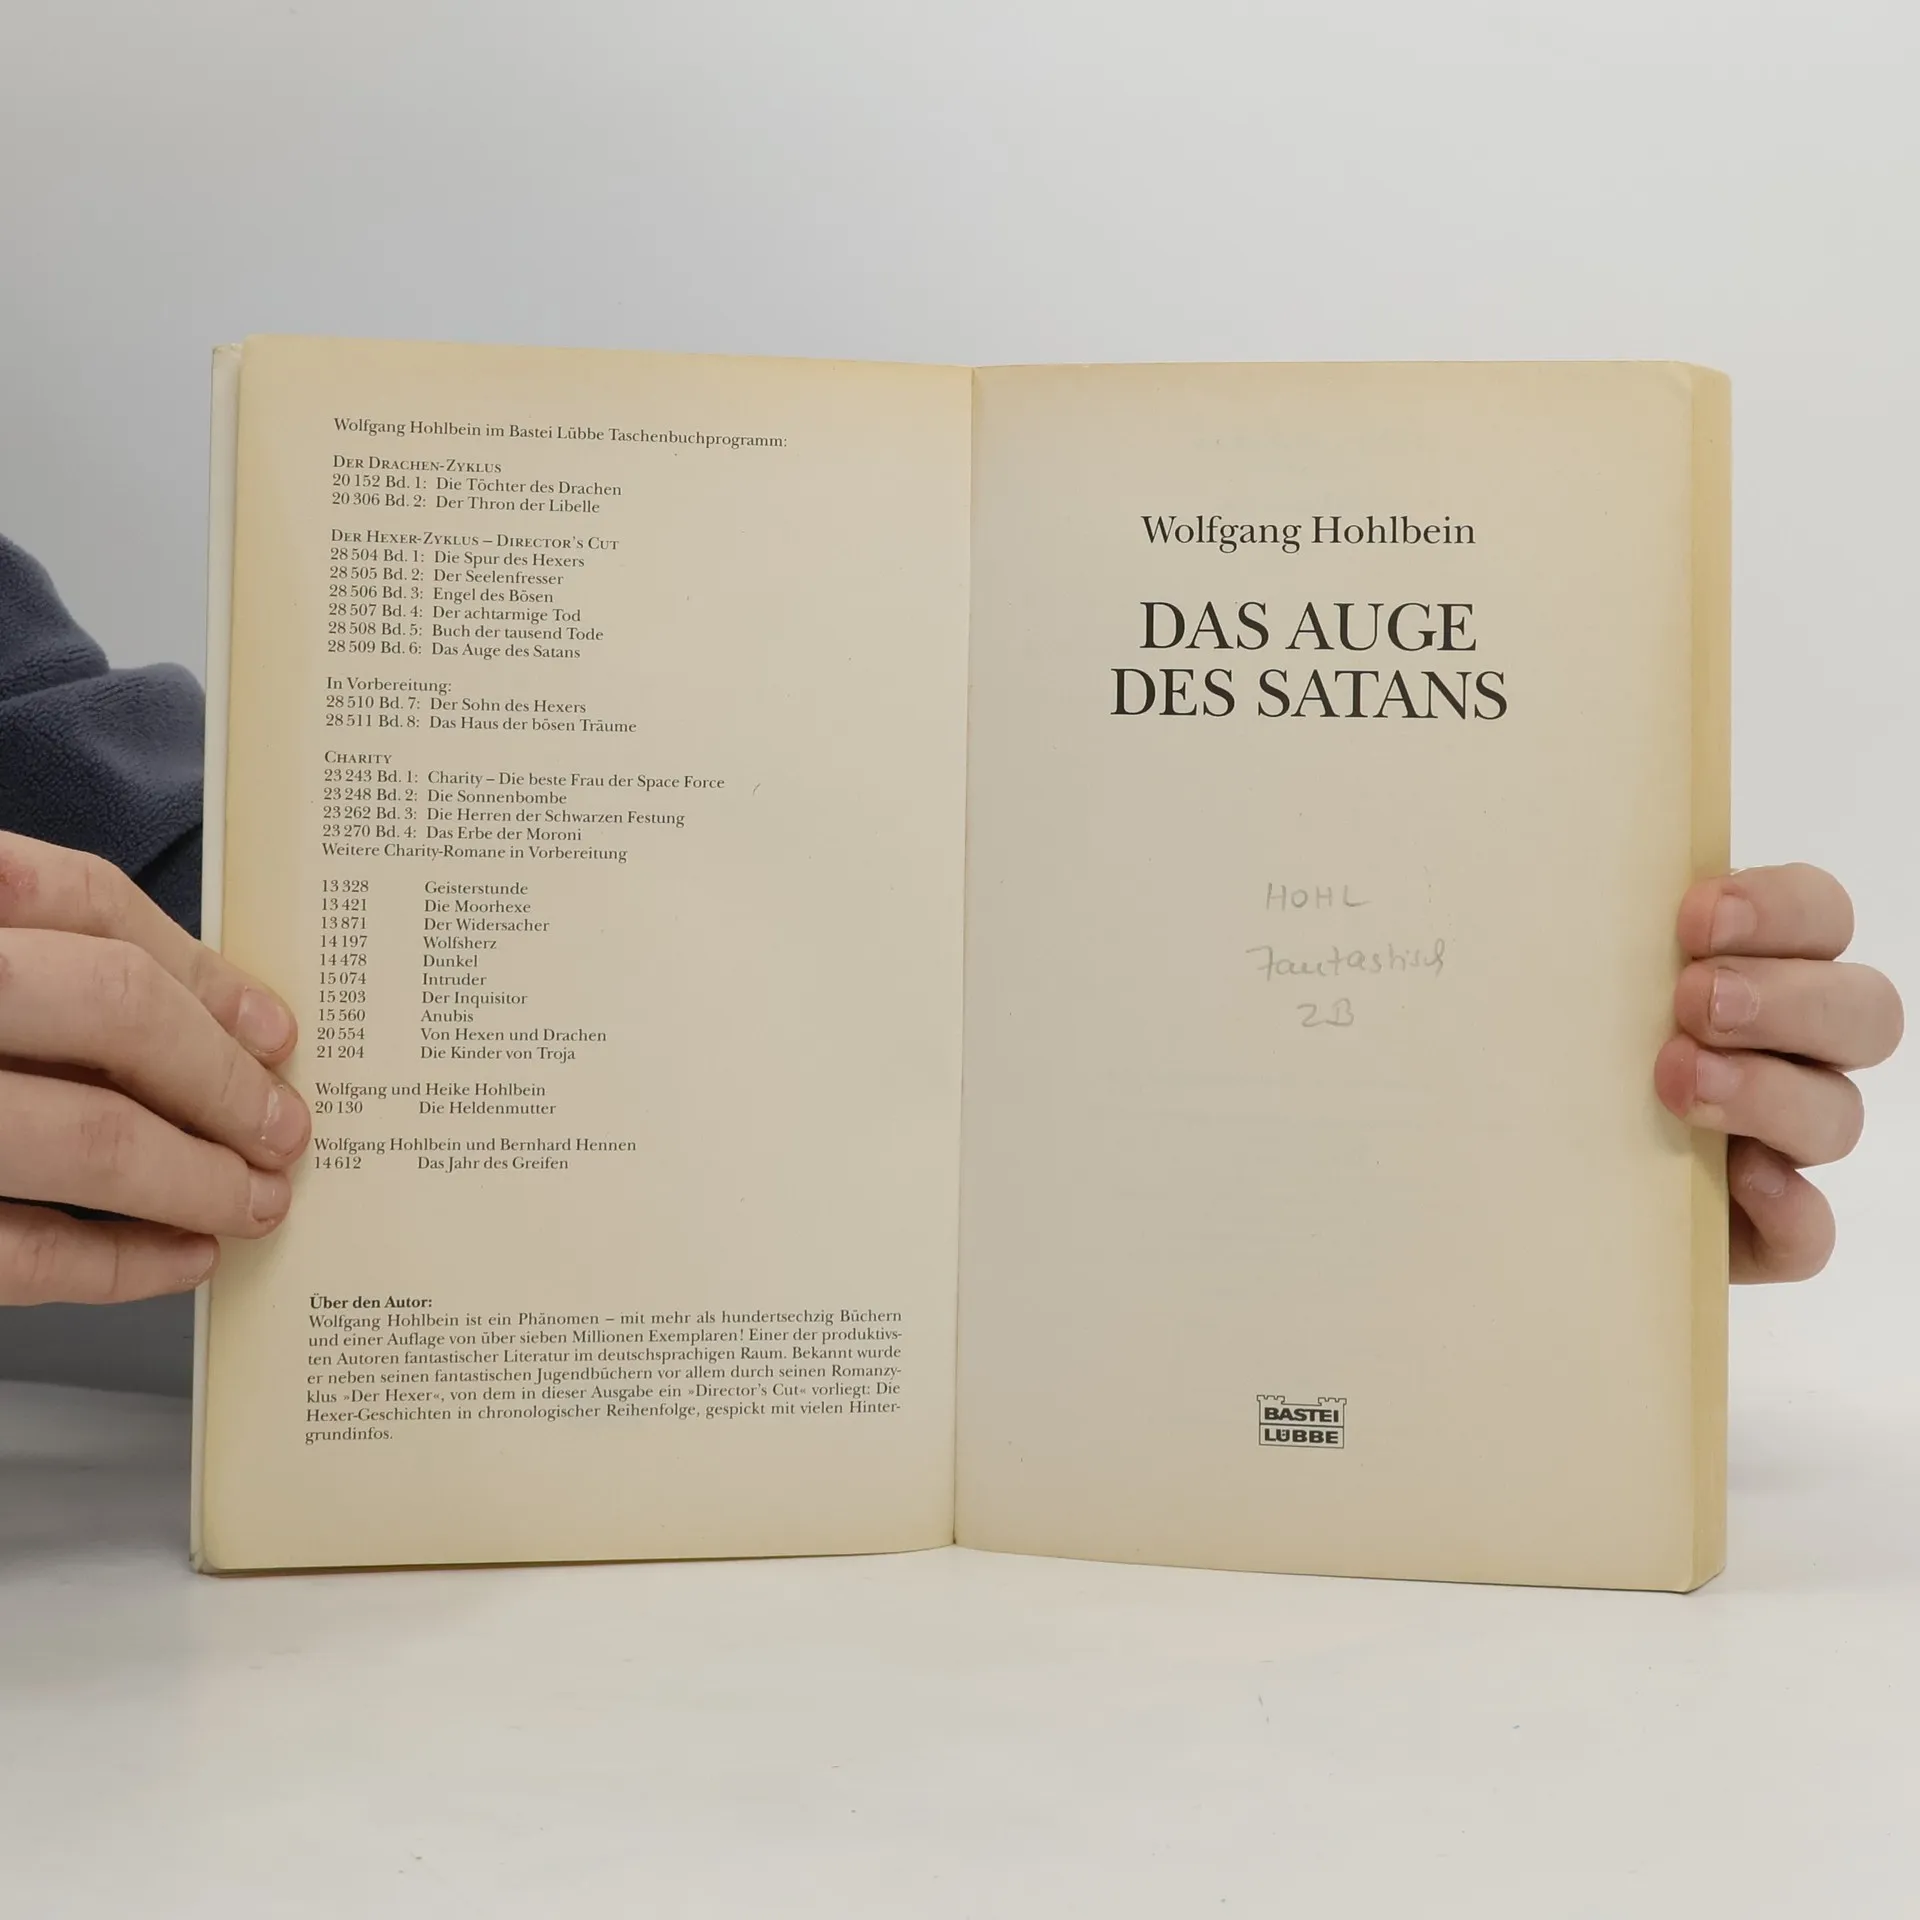 Wolfgang Hohlbein im Bastei Lübbe Taschenbuchprogramm:
DER DRACHEN-ZYKLUS
20 152 Bd. 1: Die Töchter des Drachen
20 306 Bd. 2: Der Thron der Libelle
DER HEXER-ZYKLUS – DIRECTOR'S CUT
28 504 Bd. 1: Die Spur des Hexers
28 505 Bd. 2: Der Seelenfresser
28 506 Bd. 3: Engel des Bösen
28 507 Bd. 4: Der achtarmige Tod
28 508 Bd. 5: Buch der tausend Tode
28 509 Bd. 6: Das Auge des Satans
In Vorbereitung:
28 510 Bd. 7: Der Sohn des Hexers
28 511 Bd. 8: Das Haus der bösen Träume
CHARITY
23 243 Bd. 1: Charity – Die beste Frau der Space Force
23 248 Bd. 2: Die Sonnenbombe
23 262 Bd. 3: Die Herren der Schwarzen Festung
23 270 Bd. 4: Das Erbe der Moroni
Weitere Charity-Romane in Vorbereitung
13 328 Geisterstunde
13 421 Die Moorhexe
13 871 Der Widersacher
14 197 Wolfsherz
14 478 Dunkel
15 074 Intruder
15 203 Der Inquisitor
15 560 Anubis
20 554 Von Hexen und Drachen
21 204 Die Kinder von Troja
Wolfgang und Heike Hohlbein
20 130 Die Heldenmutter
Wolfgang Hohlbein und Bernhard Hennen
14 612 Das Jahr des Greifen
Über den Autor:
Wolfgang Hohlbein ist ein Phänomen – mit mehr als hundertsechzig Büchern
und einer Auflage von über sieben Millionen Exemplaren! Einer der produktivs-
ten Autoren fantastischer Literatur im deutschsprachigen Raum. Bekannt wurde
er neben seinen fantastischen Jugendbüchern vor allem durch seinen Romanzy-
klus »Der Hexer«, von dem in dieser Ausgabe ein »Director's Cut« vorliegt: Die
Hexer-Geschichten in chronologischer Reihenfolge, gespickt mit vielen Hinter-
grundinfos.
Wolfgang Hohlbein
DAS AUGE
DES SATANS
HOHL
Fantastisch
2B
BASTEI
LÜBBE